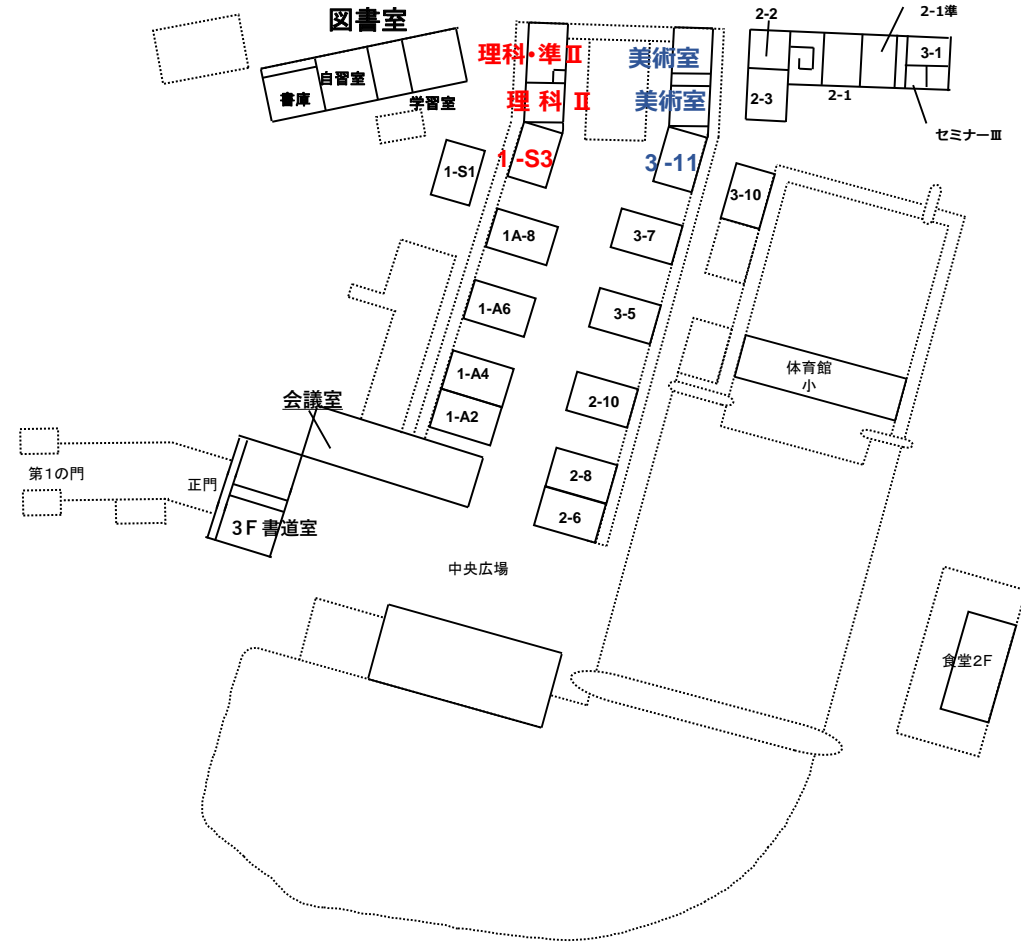 図書室
理科・準Ⅱ
美術室
2-2
2-1準
3-1
自習室
書庫
学習室
理 科 Ⅱ
美術室
2-3
2-1
セミナーⅢ
1-S1
1-S3
3-11
3-10
1A-8
3-7
1-A6
3-5
体育館
小
1-A4
会議室
1-A2
2-10
第1の門
正門
2-8
3F 書道室
2-6
中央広場
食堂2F